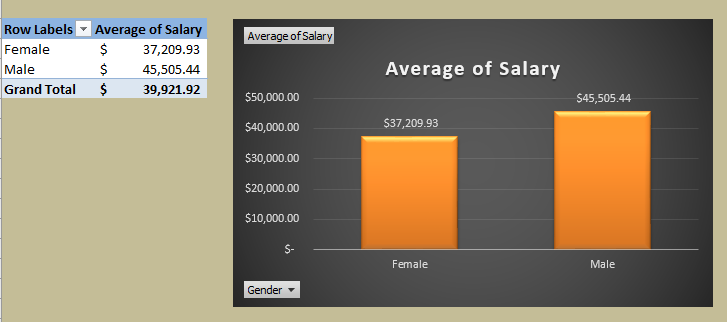 Row Labels Average of Salary
Female $ 37,209.93
Male $ 45,505.44
Grand Total $ 39,921.92
Average of Salary
Average of Salary
$50,000.00
$40,000.00
$30,000.00
$20,000.00
$10,000.00
$-
$37,209.93
$45,505.44
Female
Male
Gender